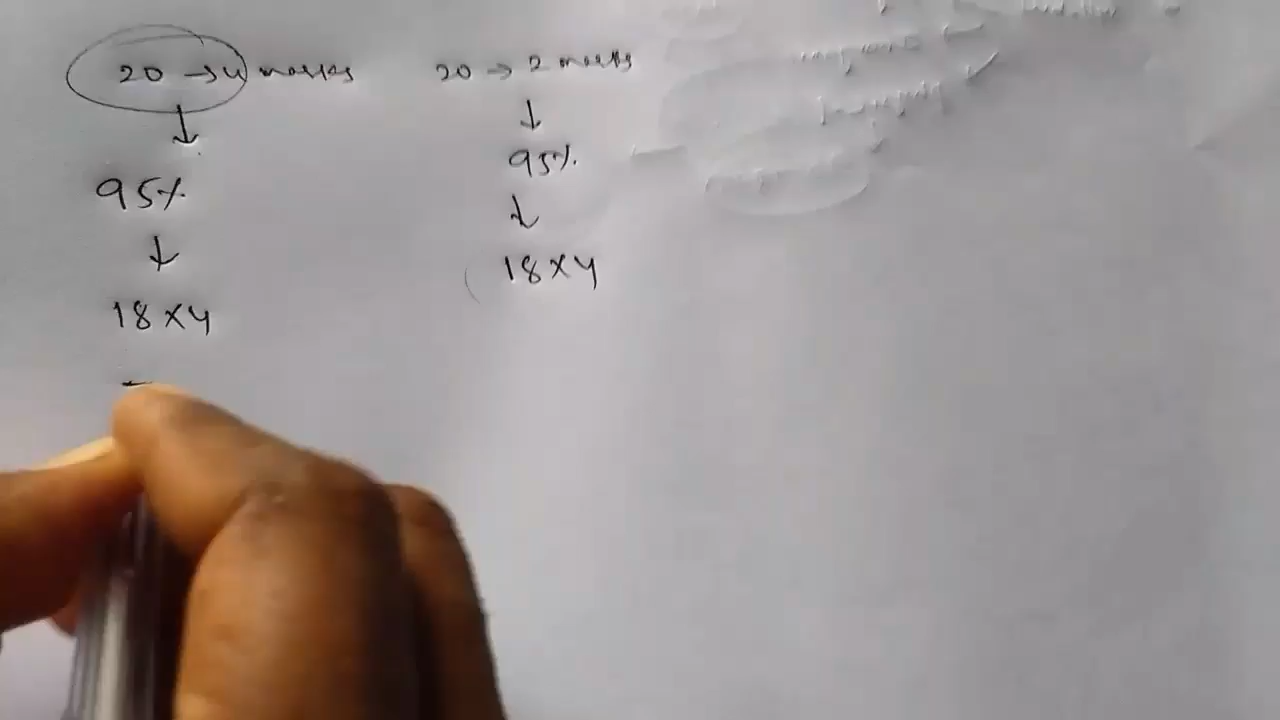 20 → 4 marks
↓
95%
↓
18 x 4
20 → 2 marks
↓
95%
↓
18 x 4